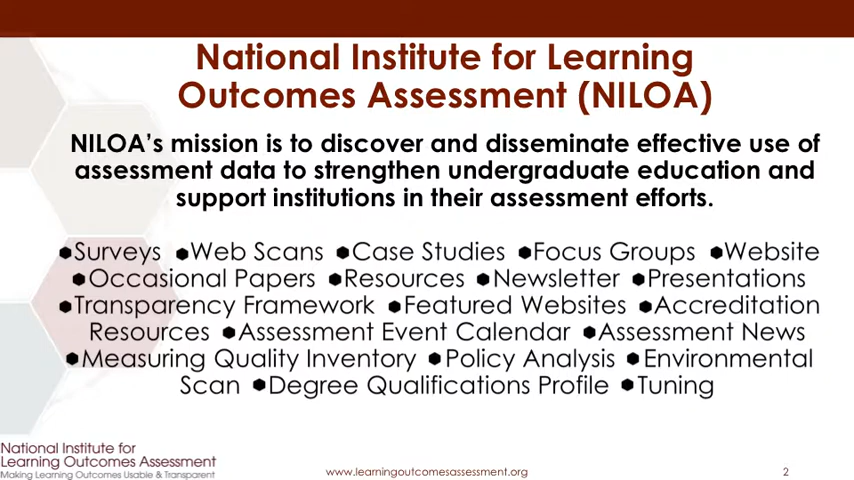 National Institute for Learning
Outcomes Assessment (NILOA)
NILOA's mission is to discover and disseminate effective use of
assessment data to strengthen undergraduate education and
support institutions in their assessment efforts.
●Surveys ●Web Scans ●Case Studies ●Focus Groups ●Website
●Occasional Papers ●Resources ●Newsletter ●Presentations
●Transparency Framework ●Featured Websites ●Accreditation
Resources ●Assessment Event Calendar ●Assessment News
●Measuring Quality Inventory ●Policy Analysis ●Environmental
Scan ●Degree Qualifications Profile ●Tuning
National Institute for
Learning Outcomes Assessment
Making Learning Outcomes Usable & Transparent
www.learningoutcomesassessment.org
2